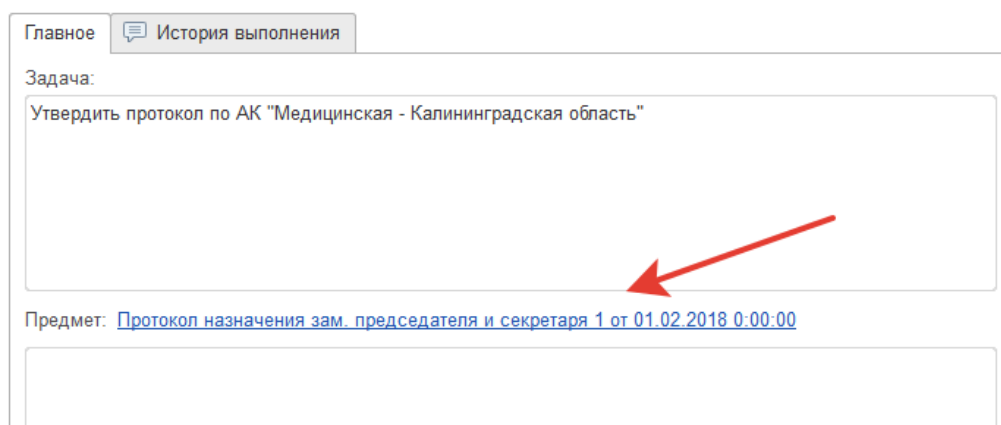 Главное
История выполнения
Задача:
Утвердить протокол по АК "Медицинская - Калининградская область"
Предмет: Протокол назначения зам. председателя и секретаря 1 от 01.02.2018 0:00:00